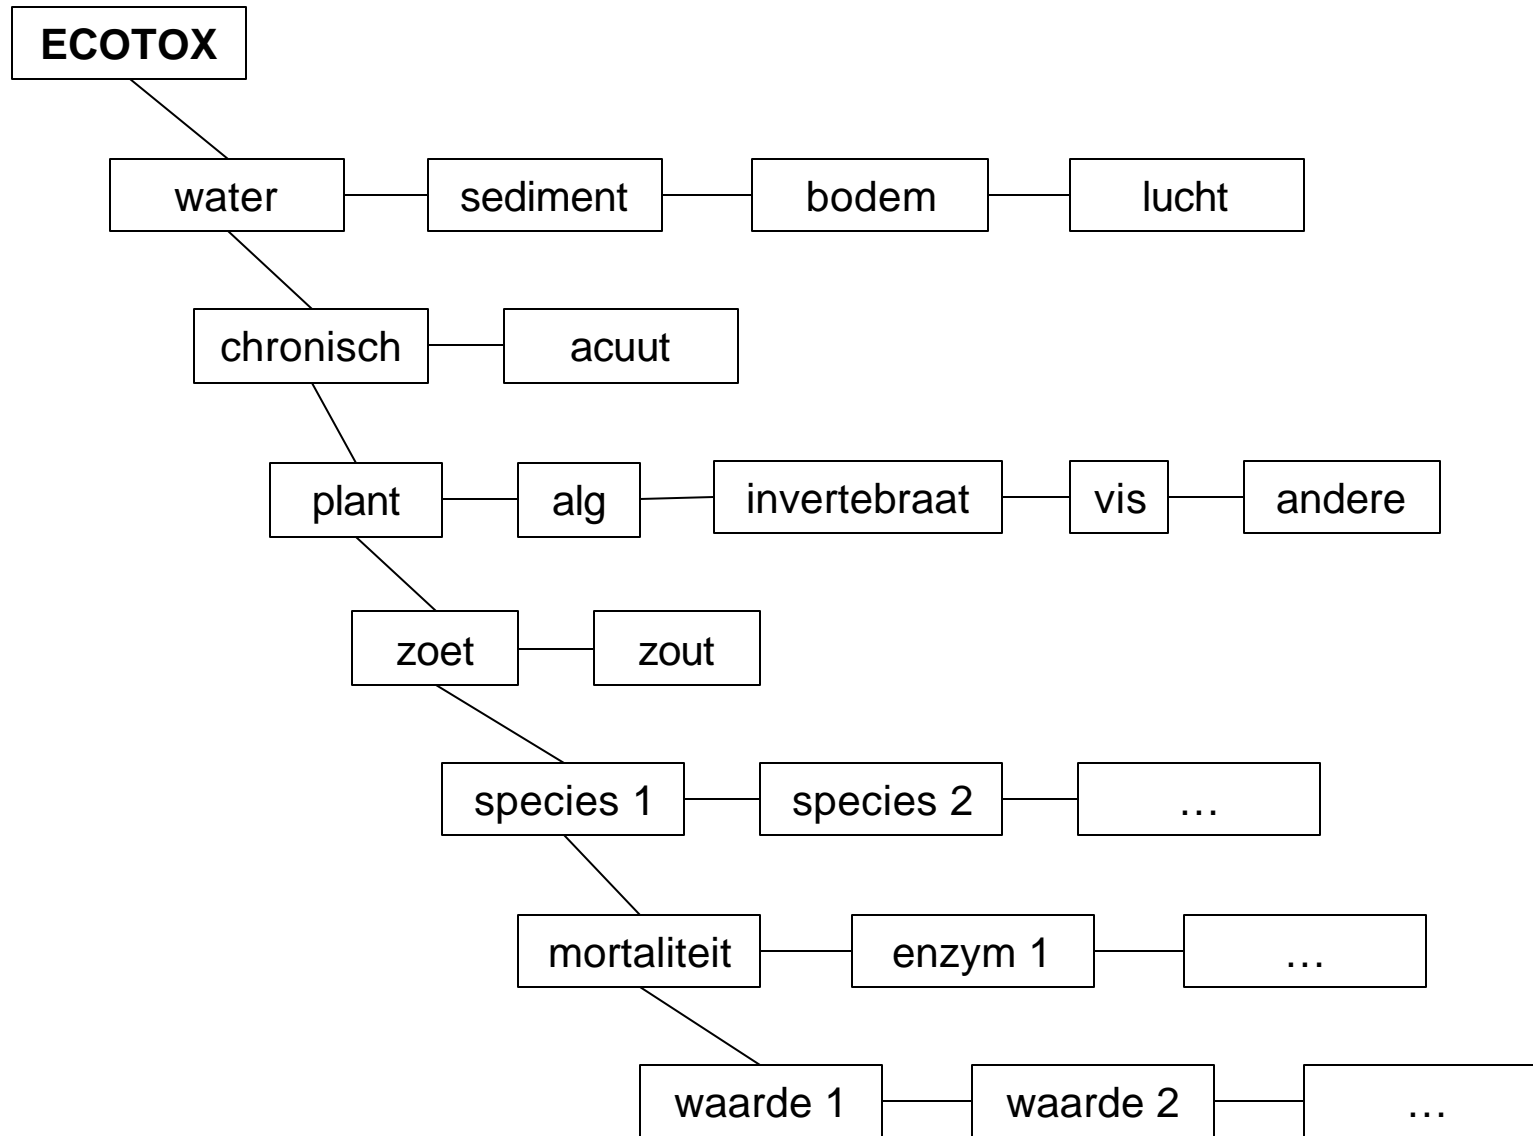 ECOTOX
water sediment bodem lucht
chronisch acuut
plant alg invertebraat vis andere
zoet zout
species 1 species 2 …
mortaliteit enzym 1 …
waarde 1 waarde 2 …